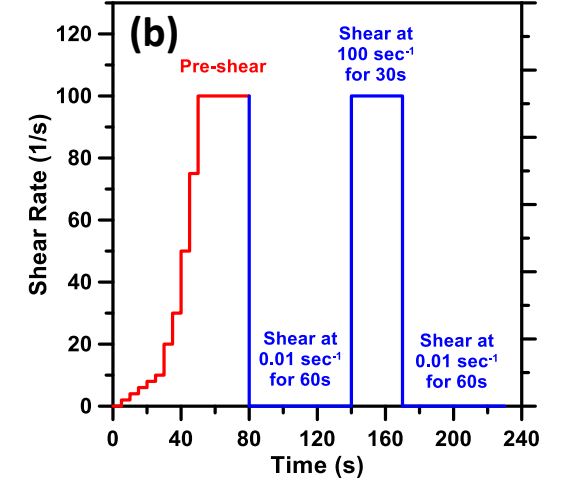 (b)
Shear at
100 sec⁻¹
for 30s
Pre-shear
120
100
80
60
40
20
0
Shear Rate (1/s)
Shear at
0.01 sec⁻¹
for 60s
Shear at
0.01 sec⁻¹
for 60s
0 40 80 120 160 200 240
Time (s)